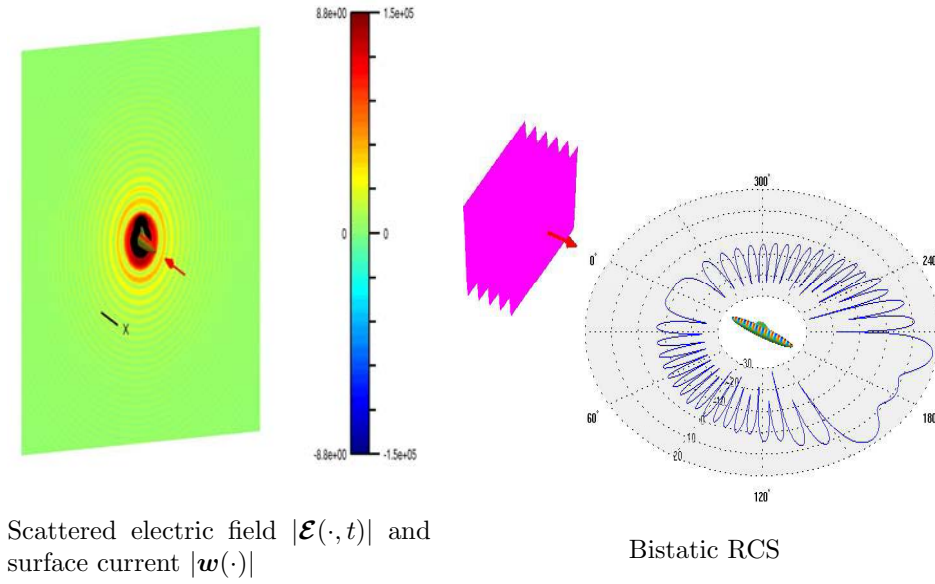 8.8e+00 1.5e+05
0 0
-8.8e+00 -1.5e+05
X
300°
0°
240°
60°
180°
120°
-30
-20
-10
10
20
Scattered electric field |𝓔(·, t)| and
surface current |𝒘(·)|
Bistatic RCS